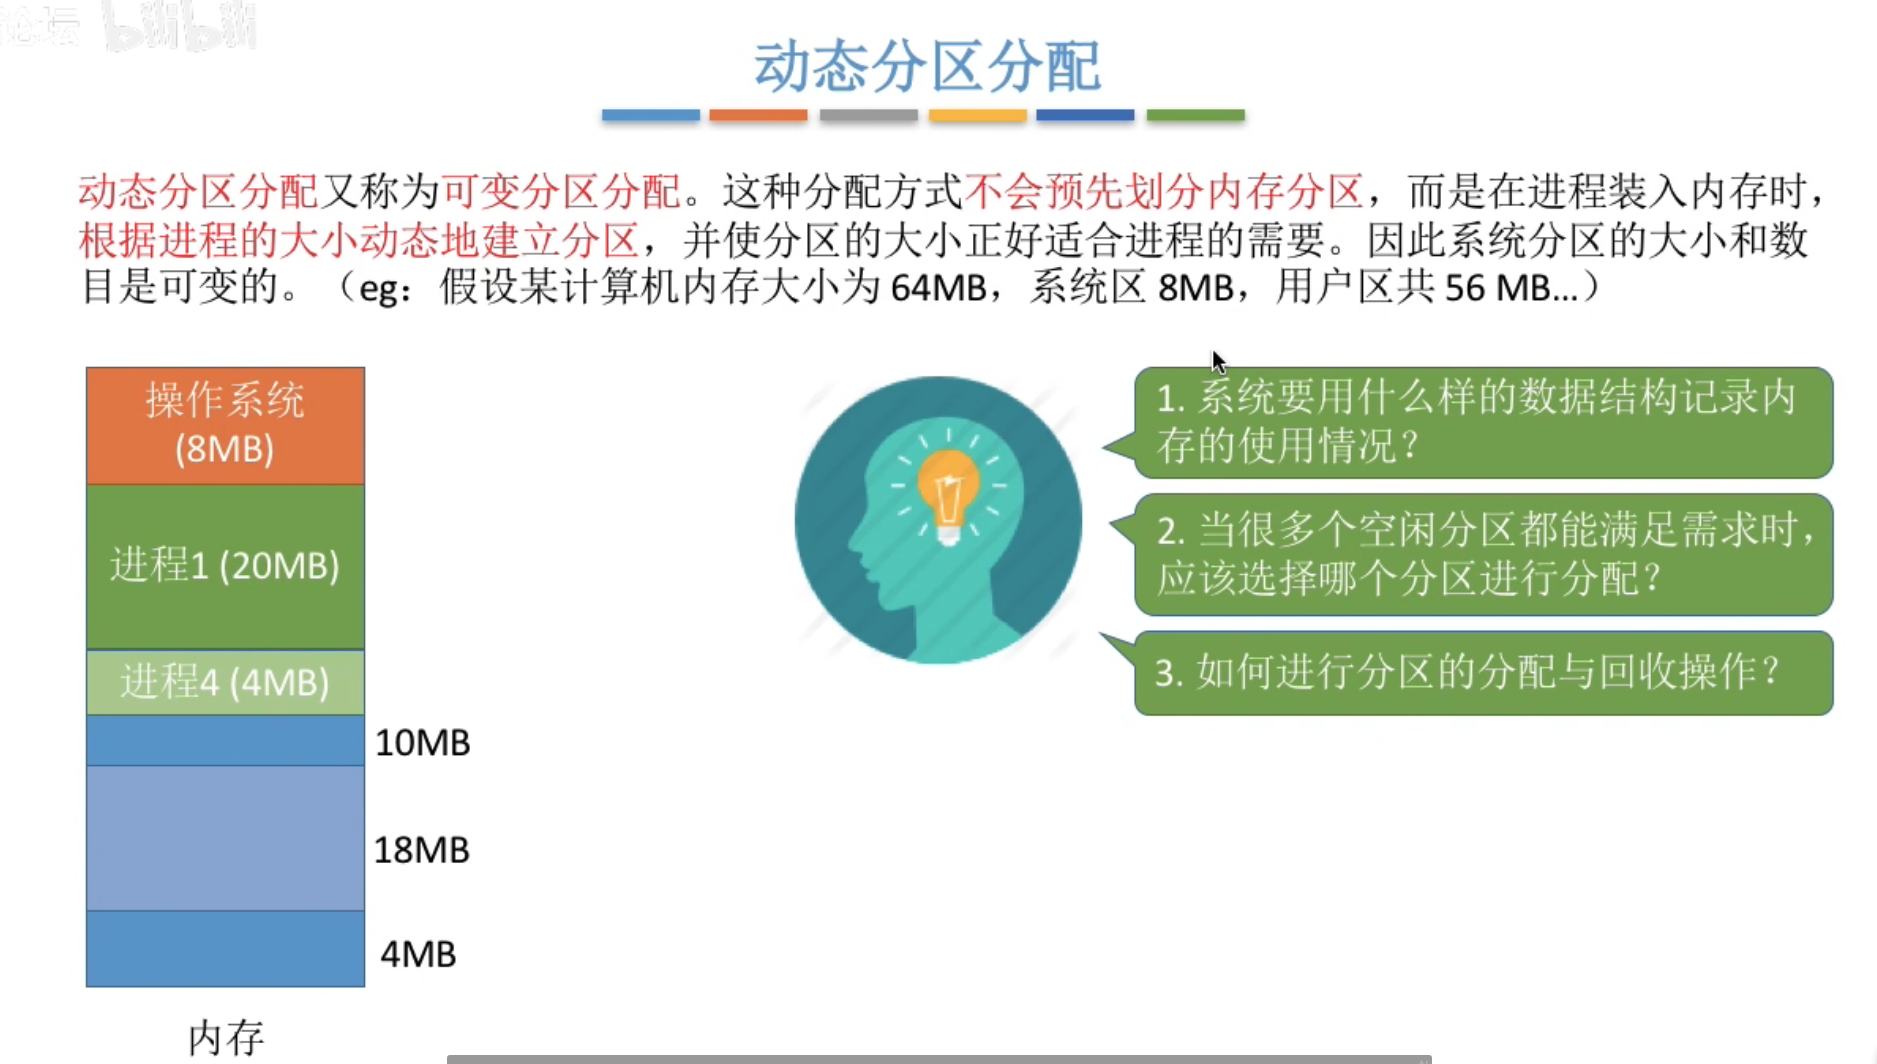 论坛 bilibili
动态分区分配
动态分区分配又称为可变分区分配。这种分配方式不会预先划分内存分区，而是在进程装入内存时，
根据进程的大小动态地建立分区，并使分区的大小正好适合进程的需要。因此系统分区的大小和数
目是可变的。（eg：假设某计算机内存大小为 64MB，系统区 8MB，用户区共 56 MB…）
操作系统
(8MB)
进程1 (20MB)
进程4 (4MB)
10MB
18MB
4MB
内存
1. 系统要用什么样的数据结构记录内
存的使用情况？
2. 当很多个空闲分区都能满足需求时，
应该选择哪个分区进行分配？
3. 如何进行分区的分配与回收操作？